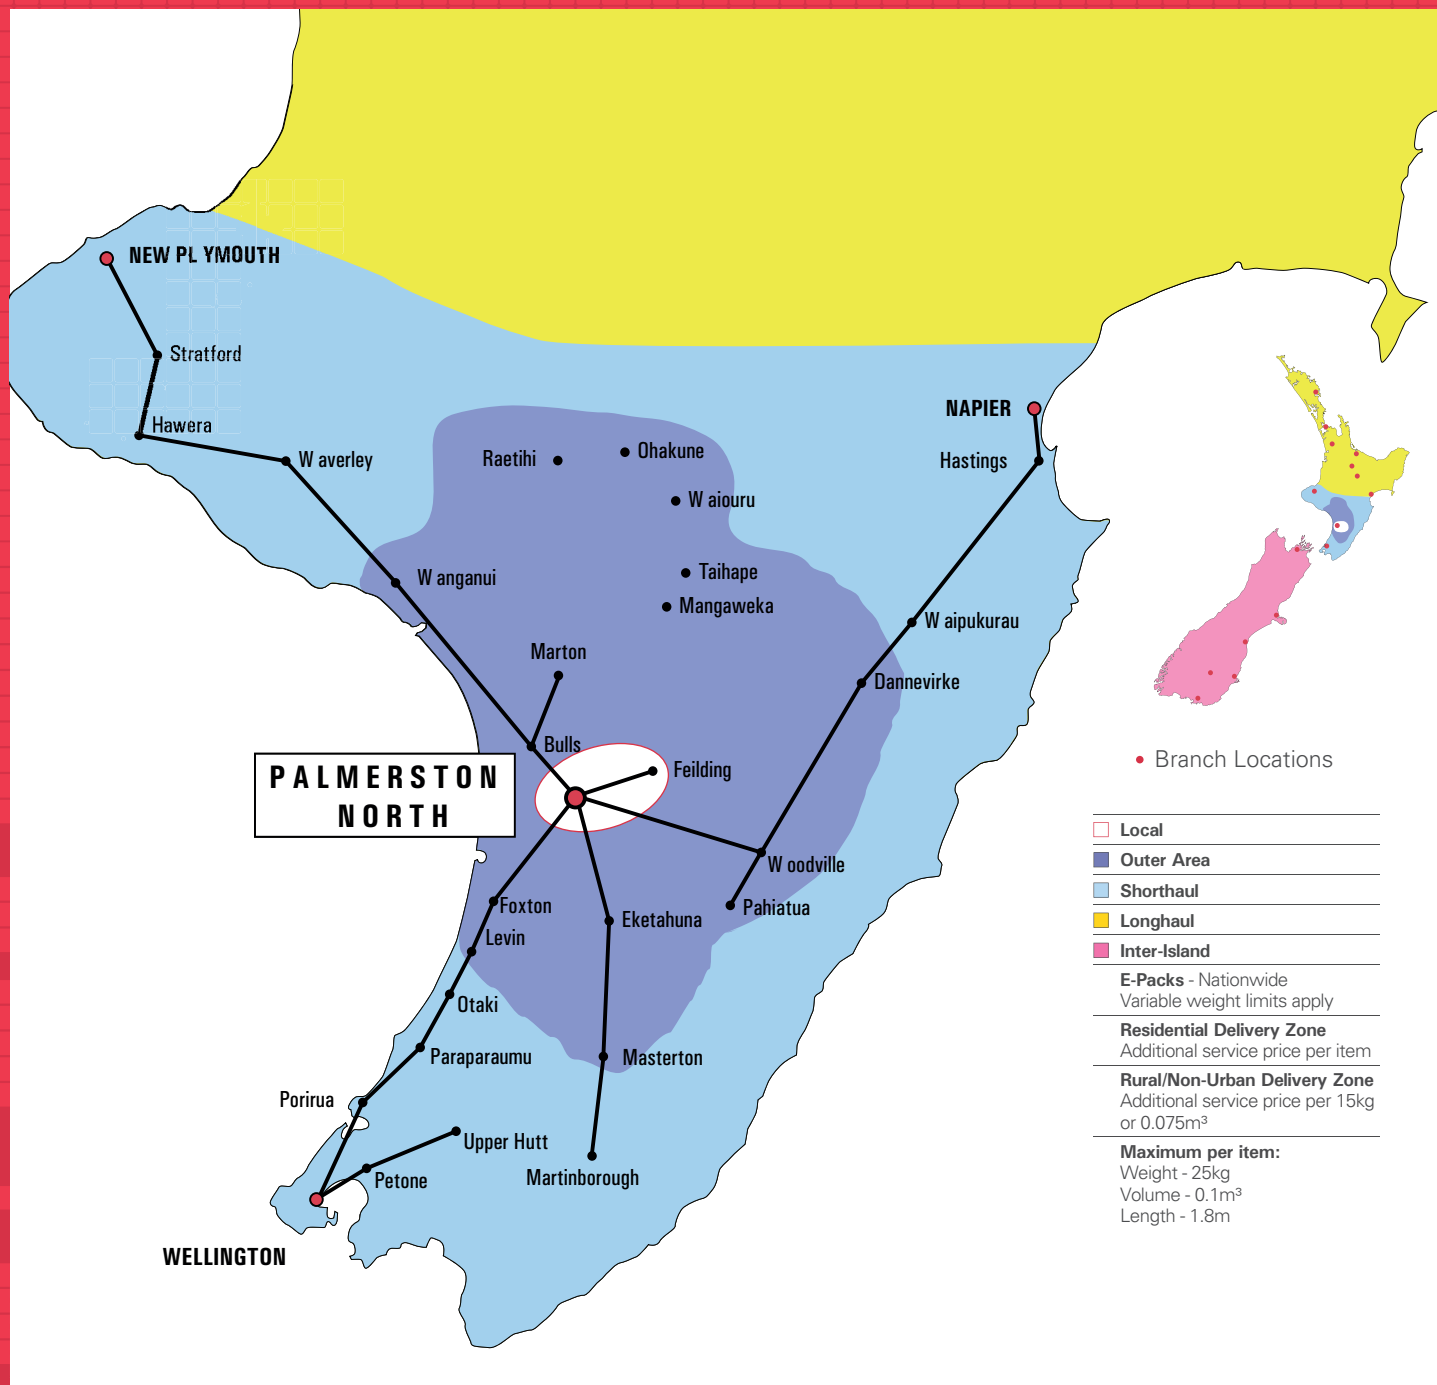 NEW PL YMOUTH
Stratford
Hawera
W averley
Raetihi
Ohakune
W aiouru
NAPIER
Hastings
W anganui
Taihape
Mangaweka
W aipukurau
Marton
Dannevirke
Bulls
Feilding
PALMERSTON
NORTH
W oodville
Pahiatua
Foxton
Eketahuna
Levin
Otaki
Paraparaumu
Masterton
Porirua
Upper Hutt
Petone
Martinborough
WELLINGTON
Branch Locations
Local
Outer Area
Shorthaul
Longhaul
Inter-Island
E-Packs - Nationwide
Variable weight limits apply
Residential Delivery Zone
Additional service price per item
Rural/Non-Urban Delivery Zone
Additional service price per 15kg
or 0.075m³
Maximum per item:
Weight - 25kg
Volume - 0.1m³
Length - 1.8m